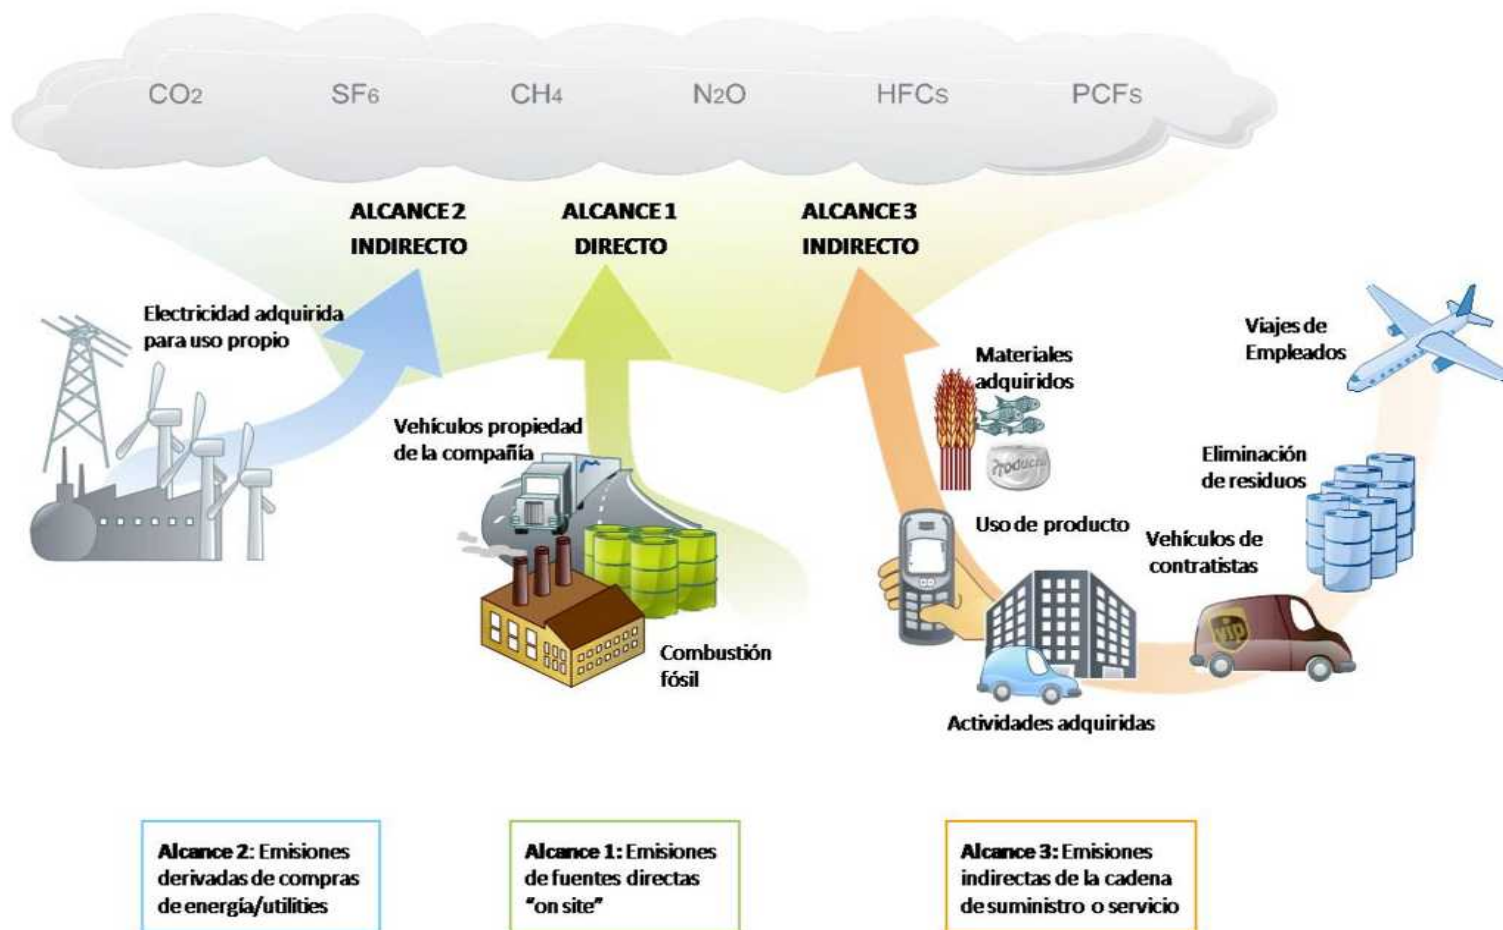 CO2 SF6 CH4 N2O HFCs PCFs
ALCANCE 2
INDIRECTO
ALCANCE 1
DIRECTO
ALCANCE 3
INDIRECTO
Electricidad adquirida
para uso propio
Vehículos propiedad
de la compañía
Combustión
fósil
Materiales
adquiridos
Producto
Uso de producto
Actividades adquiridas
Vehículos de
contratistas
vip
Eliminación
de residuos
Viajes de
Empleados
Alcance 2: Emisiones
derivadas de compras
de energía/utilities
Alcance 1: Emisiones
de fuentes directas
"on site"
Alcance 3: Emisiones
indirectas de la cadena
de suministro o servicio